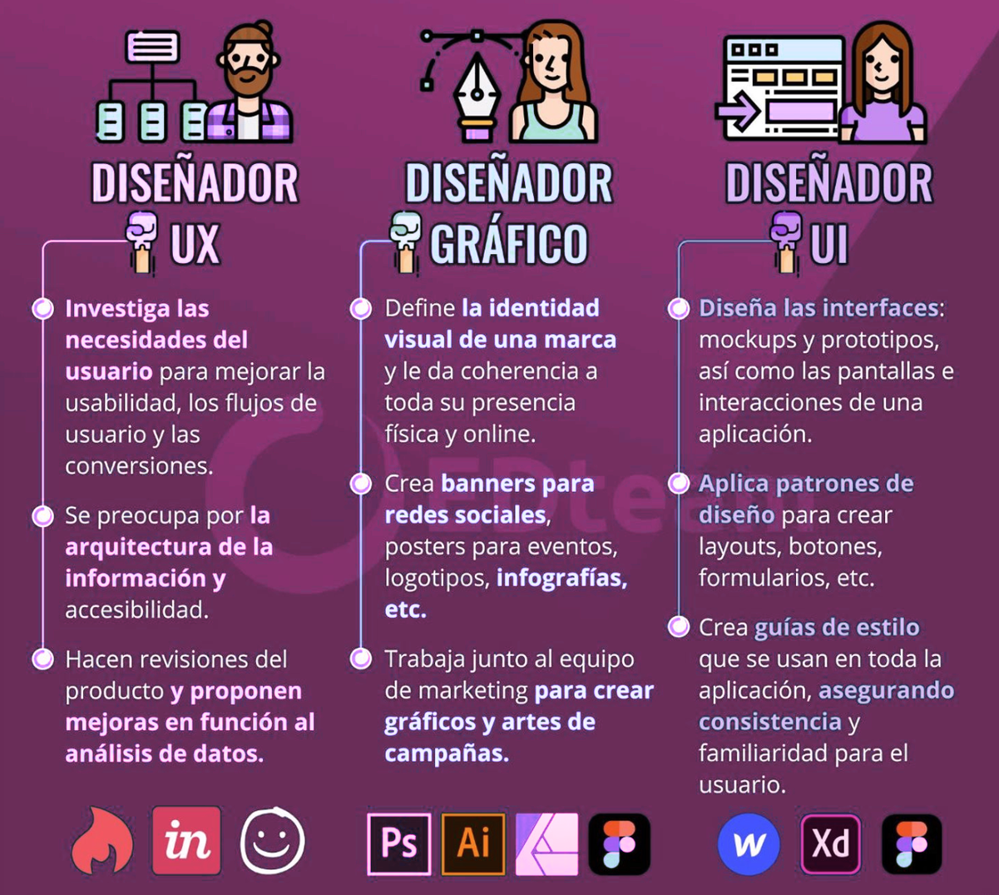 DISEÑADOR
UX
Investiga las
necesidades del
usuario para mejorar la
usabilidad, los flujos de
usuario y las
conversiones.
Se preocupa por la
arquitectura de la
información y
accesibilidad.
Hacen revisiones del
producto y proponen
mejoras en función al
análisis de datos.
in
DISEÑADOR
GRÁFICO
Define la identidad
visual de una marca
y le da coherencia a
toda su presencia
física y online.
Crea banners para
redes sociales,
posters para eventos,
logotipos, infografías,
etc.
Trabaja junto al equipo
de marketing para crear
gráficos y artes de
campañas.
Ps
Ai
DISEÑADOR
UI
Diseña las interfaces:
mockups y prototipos,
así como las pantallas e
interacciones de una
aplicación.
Aplica patrones de
diseño para crear
layouts, botones,
formularios, etc.
Crea guías de estilo
que se usan en toda la
aplicación, asegurando
consistencia y
familiaridad para el
usuario.
w
Xd
EDteam